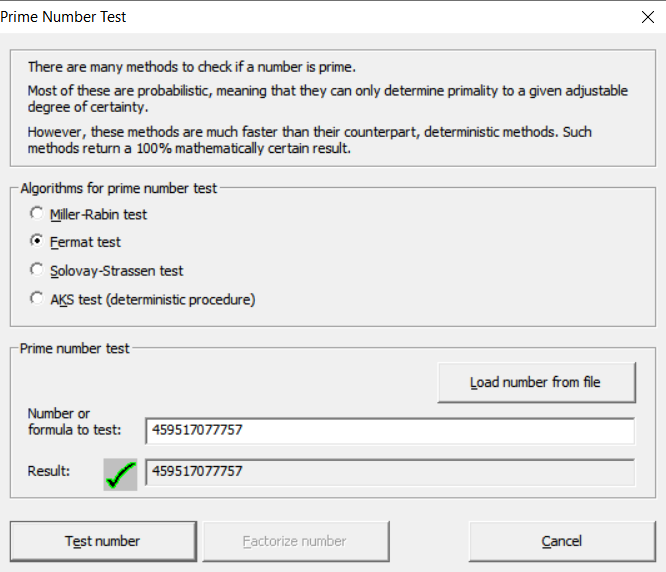 Prime Number Test
There are many methods to check if a number is prime.
Most of these are probabilistic, meaning that they can only determine primality to a given adjustable
degree of certainty.
However, these methods are much faster than their counterpart, deterministic methods. Such
methods return a 100% mathematically certain result.
Algorithms for prime number test
Miller-Rabin test
Fermat test
Solovay-Strassen test
AKS test (deterministic procedure)
Prime number test
Load number from file
Number or
formula to test:
459517077757
Result:
459517077757
Test number
Factorize number
Cancel